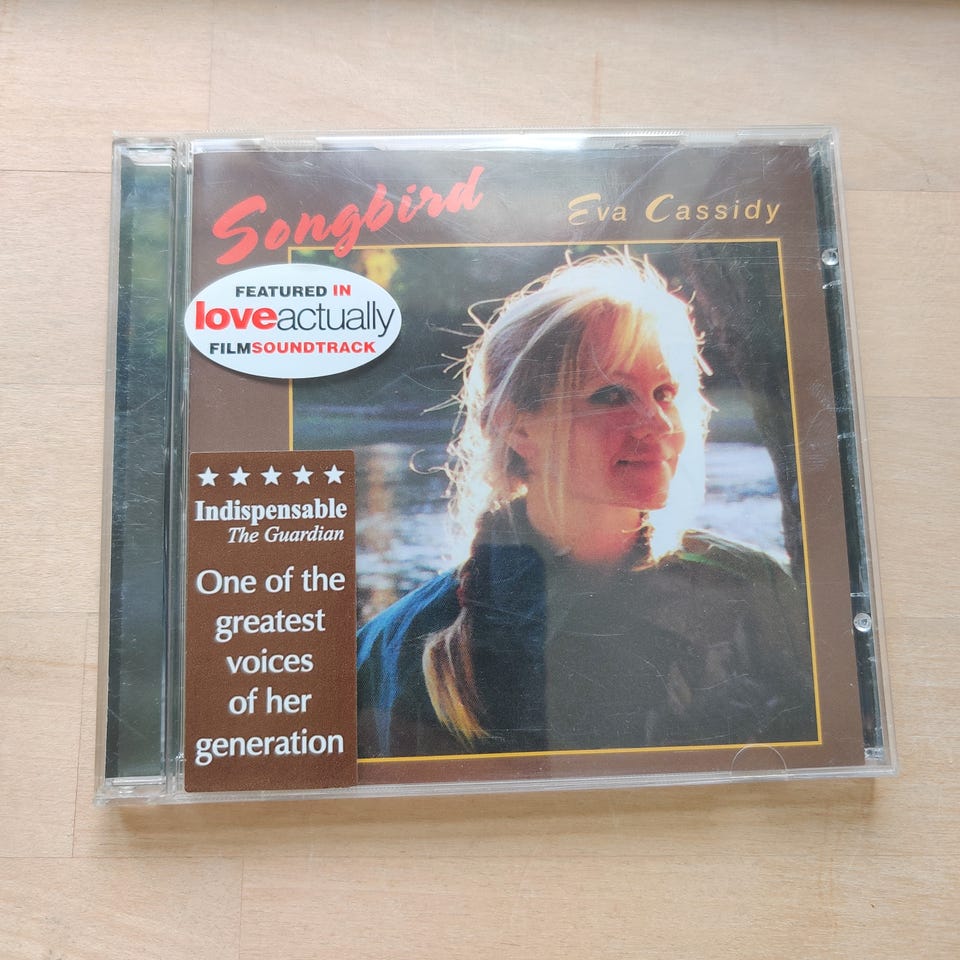 Songbird
Eva Cassidy
FEATURED IN
loveactually
FILMSOUNDTRACK
Indispensable
The Guardian
One of the
greatest
voices
of her
generation